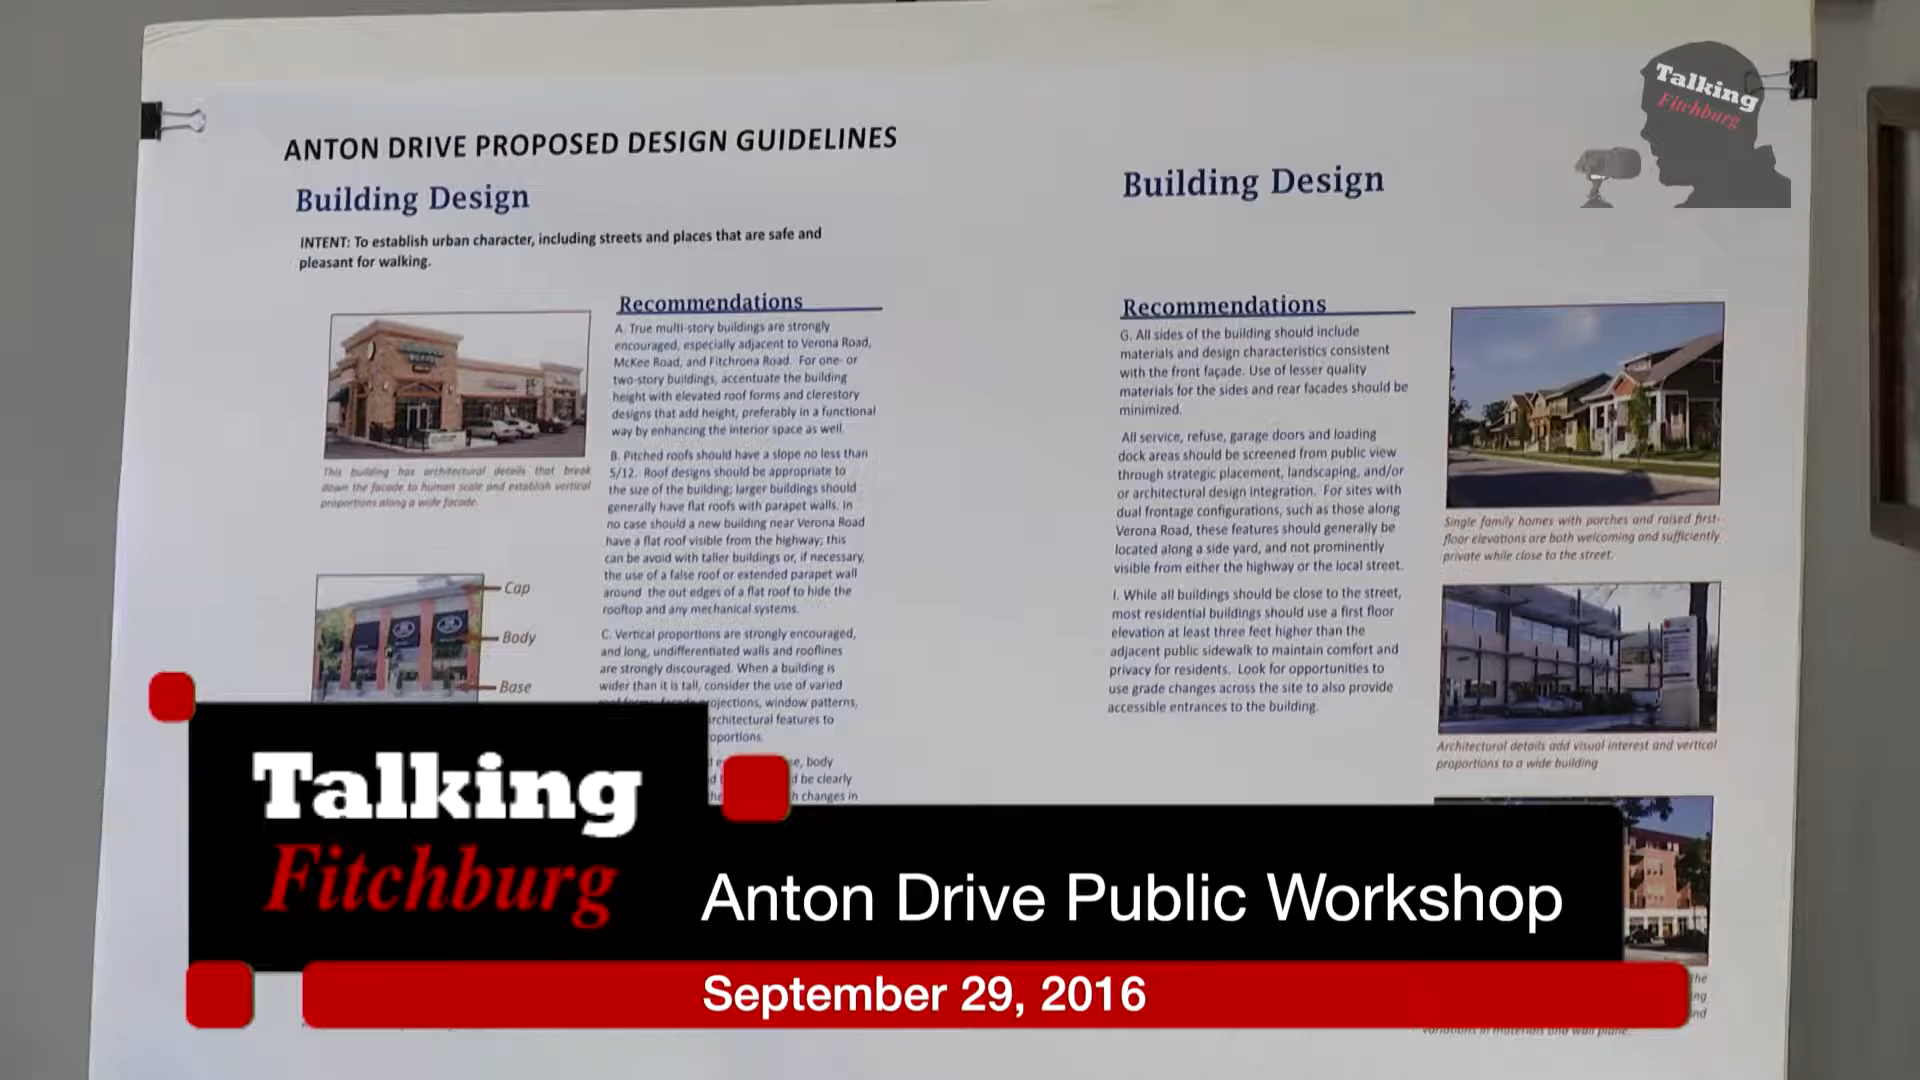 Talking
Fitchburg
ANTON DRIVE PROPOSED DESIGN GUIDELINES
Building Design
INTENT: To establish urban character, including streets and places that are safe and
pleasant for walking.
Recommendations
A. True multi-story buildings are strongly
encouraged, especially adjacent to Verona Road,
McKee Road, and Fitchrona Road. For one- or
two-story buildings, accentuate the building
height with elevated roof forms and clerestory
designs that add height, preferably in a functional
way by enhancing the interior space as well.
B. Pitched roofs should have a slope no less than
5/12. Roof designs should be appropriate to
the size of the building; larger buildings should
generally have flat roofs with parapet walls. In
no case should a new building near Verona Road
have a flat roof visible from the highway; this
can be avoid with taller buildings or, if necessary,
the use of a false roof or extended parapet wall
around the out edges of a flat roof to hide the
rooftop and any mechanical systems.
C. Vertical proportions are strongly encouraged,
and long, undifferentiated walls and rooflines
are strongly discouraged. When a building is
wider than it is tall, consider the use of varied
window patterns,
architectural features to
body
be clearly
changes in
This building has architectural details that break
down the facade to human scale and establish vertical
proportions along a wide facade.
Cap
Body
Base
Building Design
Recommendations
G. All sides of the building should include
materials and design characteristics consistent
with the front façade. Use of lesser quality
materials for the sides and rear facades should be
minimized.
All service, refuse, garage doors and loading
dock areas should be screened from public view
through strategic placement, landscaping, and/or
or architectural design integration. For sites with
dual frontage configurations, such as those along
Verona Road, these features should generally be
located along a side yard, and not prominently
visible from either the highway or the local street.
I. While all buildings should be close to the street,
most residential buildings should use a first floor
elevation at least three feet higher than the
adjacent public sidewalk to maintain comfort and
privacy for residents. Look for opportunities to
use grade changes across the site to also provide
accessible entrances to the building.
Single family homes with porches and raised first-
floor elevations are both welcoming and sufficiently
private while close to the street.
Architectural details add visual interest and vertical
proportions to a wide building
variations in materials and wall plane.
Talking
Fitchburg
Anton Drive Public Workshop
September 29, 2016